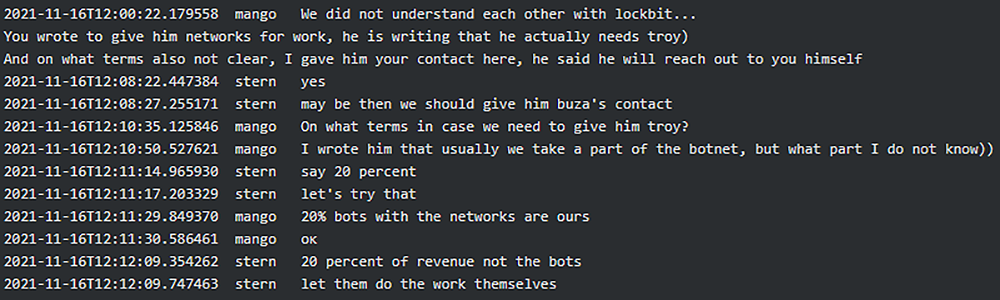 2021-11-16T12:00:22.179558 mango We did not understand each other with lockbit...
You wrote to give him networks for work, he is writing that he actually needs troy)
And on what terms also not clear, I gave him your contact here, he said he will reach out to you himself
2021-11-16T12:08:22.447384 stern yes
2021-11-16T12:08:27.255171 stern may be then we should give him buza's contact
2021-11-16T12:10:35.125846 mango On what terms in case we need to give him troy?
2021-11-16T12:10:50.527621 mango I wrote him that usually we take a part of the botnet, but what part I do not know))
2021-11-16T12:11:14.965930 stern say 20 percent
2021-11-16T12:11:17.203329 stern let's try that
2021-11-16T12:11:29.849370 mango 20% bots with the networks are ours
2021-11-16T12:11:30.586461 mango ок
2021-11-16T12:12:09.354262 stern 20 percent of revenue not the bots
2021-11-16T12:12:09.747463 stern let them do the work themselves